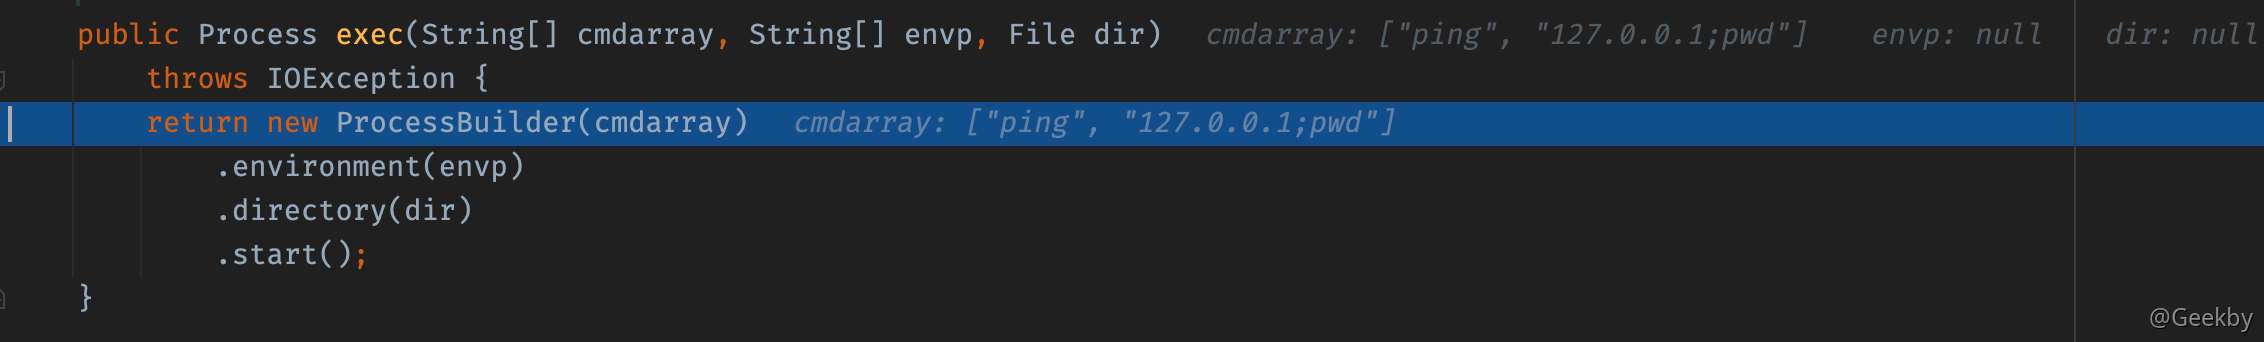 public Process exec(String[] cmdarray, String[] envp, File dir)   cmdarray: ["ping", "127.0.0.1;pwd"]   envp: null   dir: null
    throws IOException {
    return new ProcessBuilder(cmdarray)   cmdarray: ["ping", "127.0.0.1;pwd"]
        .environment(envp)
        .directory(dir)
        .start();
}
@Geekby